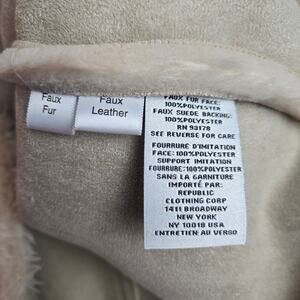 Faux
Fur
Faux
Leather
FAUX FUR FACE:
100%POLYESTER
FAUX SUEDE BACKING:
100%POLYESTER
RN 93178
SEE REVERSE FOR CARE
FOURRURE D'IMITATION
FACE: 100%POLYESTER
SUPPORT IMITATION
FOURRURE: 100%POLYESTER
SANS LA GARNITURE
IMPORTÉ PAR:
REPUBLIC
CLOTHING CORP
1411 BROADWAY
NEW YORK
NY 10018 USA
ENTRETIEN AU VERSO